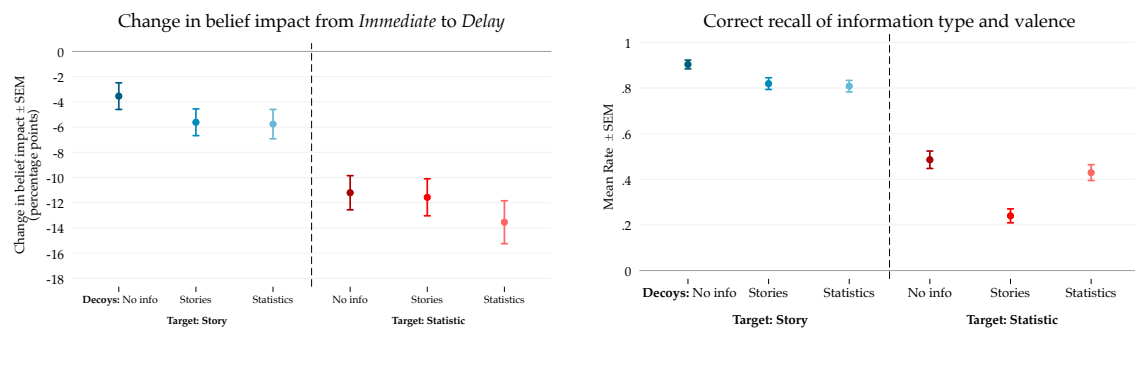 Change in belief impact from Immediate to Delay
Change in belief impact ± SEM
(percentage points)
0
-2
-4
-6
-8
-10
-12
-14
-16
-18
Decoys: No info Stories Statistics No info Stories Statistics
Target: Story Target: Statistic
Correct recall of information type and valence
Mean Rate ± SEM
1
.8
.6
.4
.2
0
Decoys: No info Stories Statistics No info Stories Statistics
Target: Story Target: Statistic